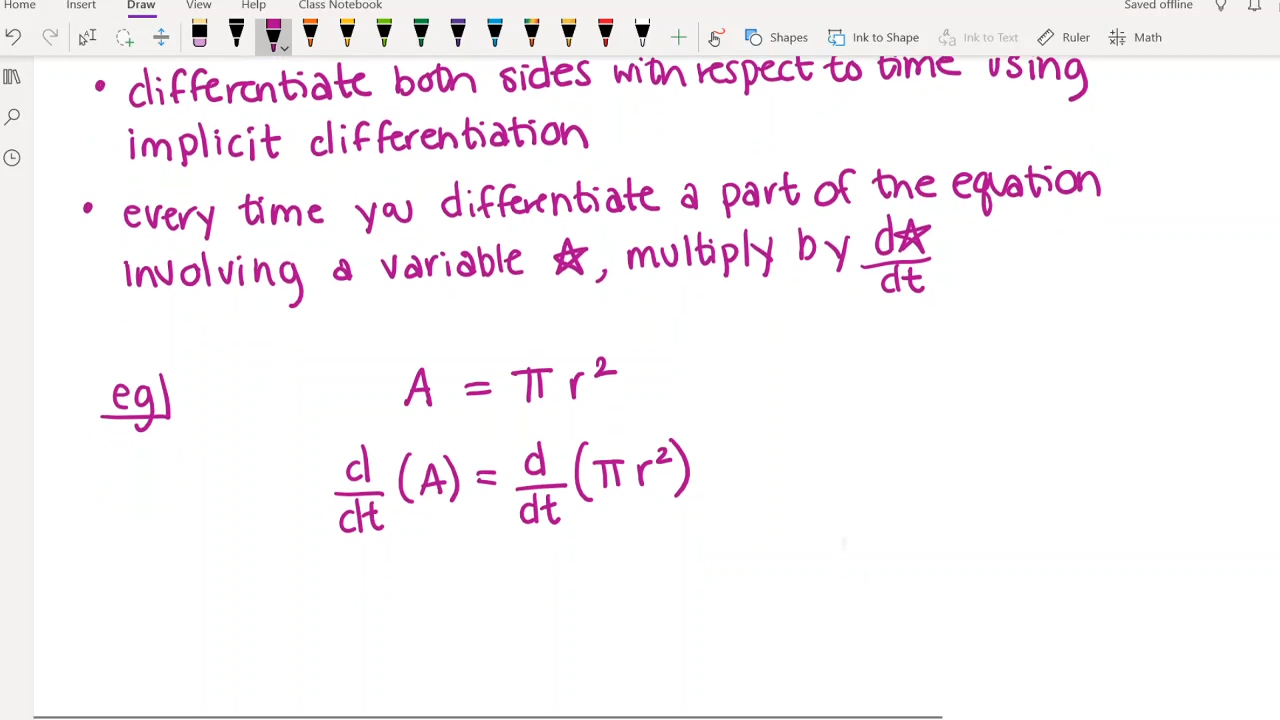 Home Insert Draw View Help Class Notebook Saved offline
Shapes Ink to Shape Ink to Text Ruler Math
• differentiate both sides with respect to time using
implicit differentiation
• every time you differentiate a part of the equation
involving a variable ☆, multiply by d☆/dt
eg) A = πr²
d/dt (A) = d/dt (πr²)